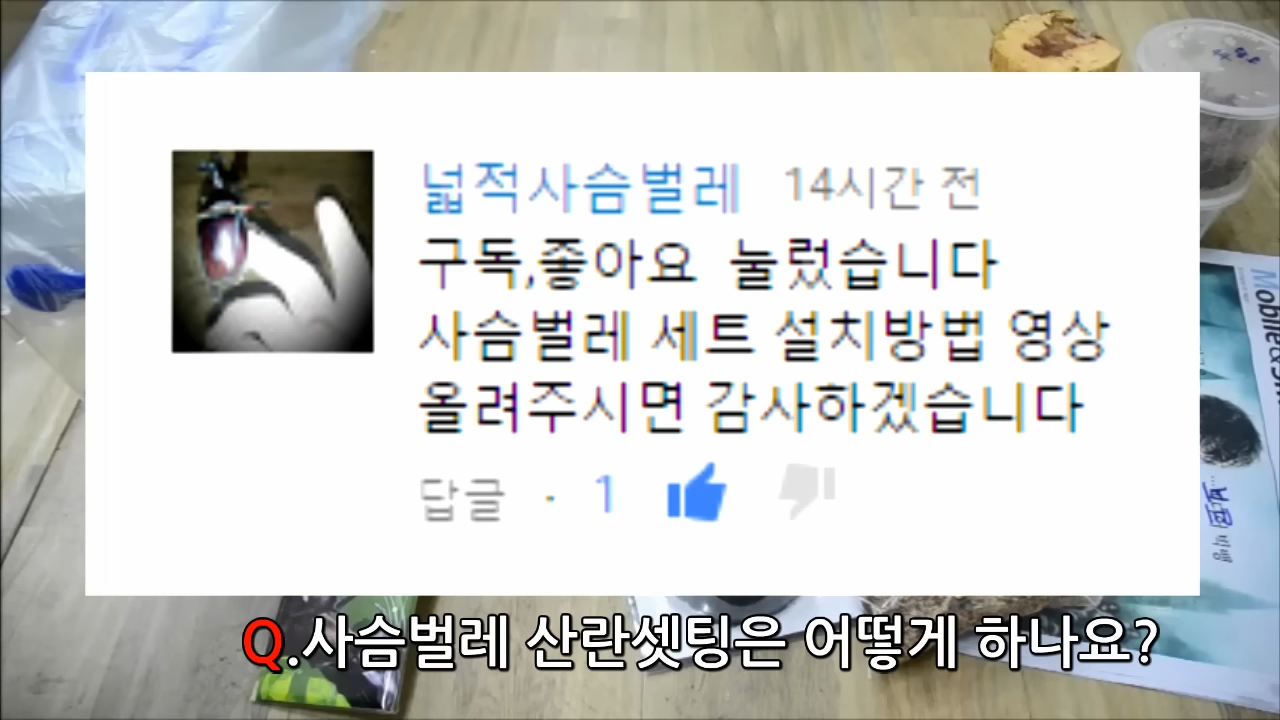 넓적사슴벌레 14시간 전
구독,좋아요 눌렀습니다
사슴벌레 세트 설치방법 영상
올려주시면 감사하겠습니다
답글 · 1
Q.사슴벌레 산란셋팅은 어떻게 하나요?